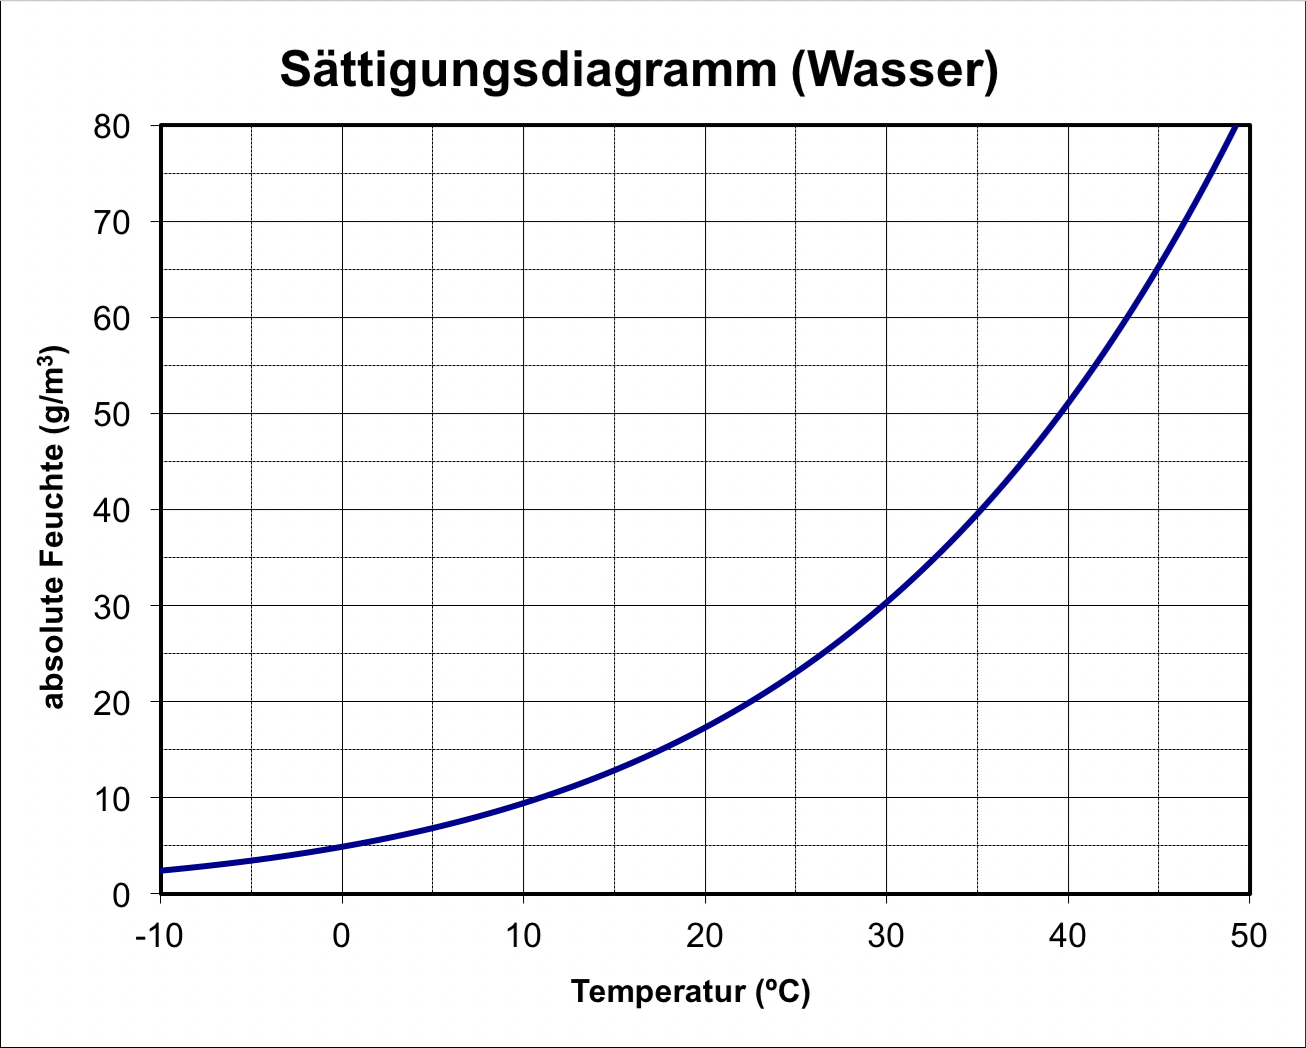 Sättigungsdiagramm (Wasser)
80
70
60
50
40
30
20
10
0
absolute Feuchte (g/m³)
-10 0 10 20 30 40 50
Temperatur (ºC)